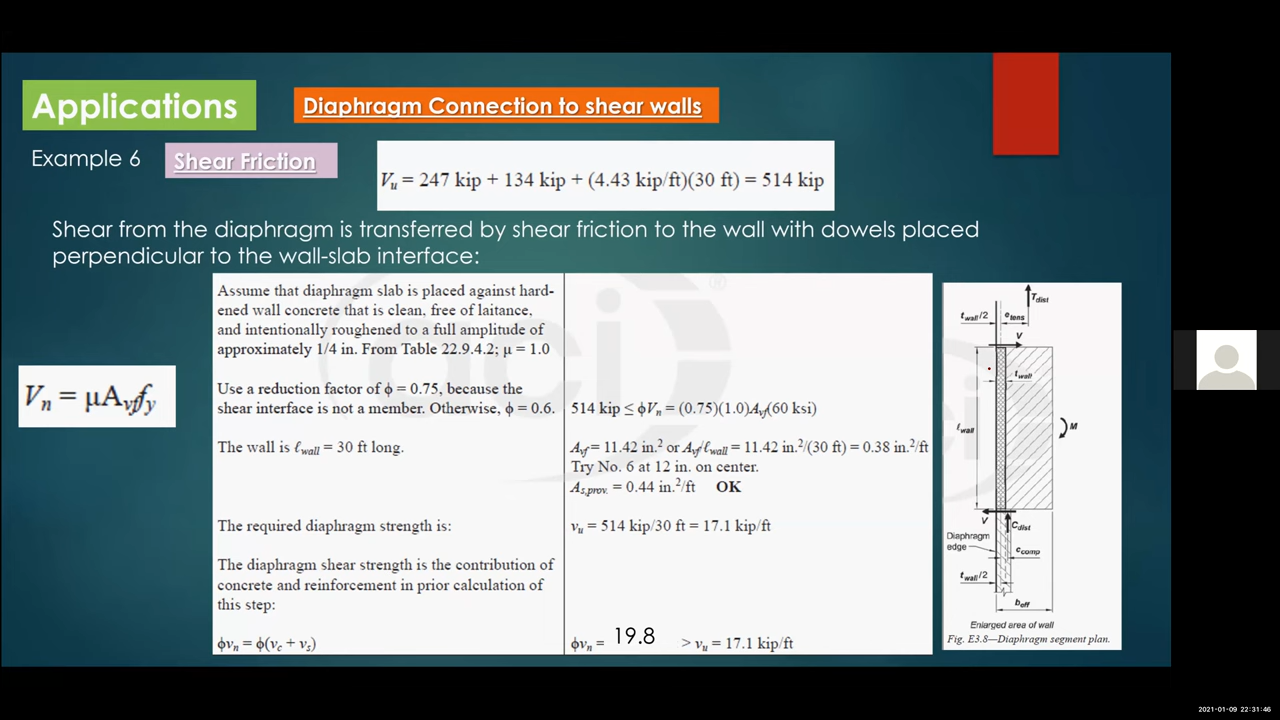 Applications
Diaphragm Connection to shear walls
Example 6
Shear Friction
Vu = 247 kip + 134 kip + (4.43 kip/ft)(30 ft) = 514 kip
Shear from the diaphragm is transferred by shear friction to the wall with dowels placed
perpendicular to the wall-slab interface:
Vn = μAvf fy
Assume that diaphragm slab is placed against hard-
ened wall concrete that is clean, free of laitance,
and intentionally roughened to a full amplitude of
approximately 1/4 in. From Table 22.9.4.2; μ = 1.0
Use a reduction factor of ϕ = 0.75, because the
shear interface is not a member. Otherwise, ϕ = 0.6.
514 kip ≤ ϕVn = (0.75)(1.0)Avf(60 ksi)
The wall is ℓwall = 30 ft long.
Avf = 11.42 in.² or Avf/ℓwall = 11.42 in.²/(30 ft) = 0.38 in.²/ft
Try No. 6 at 12 in. on center.
As,prov. = 0.44 in.²/ft OK
The required diaphragm strength is:
vu = 514 kip/30 ft = 17.1 kip/ft
The diaphragm shear strength is the contribution of
concrete and reinforcement in prior calculation of
this step:
ϕvn = ϕ(vc + vs)
ϕvn = 19.8 > vu = 17.1 kip/ft
aci
®
Tdist
twall/2
etens
V
twall
ℓwall
M
V
Cdist
Diaphragm
edge
ecomp
twall/2
beff
Enlarged area of wall
Fig. E3.8—Diaphragm segment plan.
2021-01-09 22:31:46